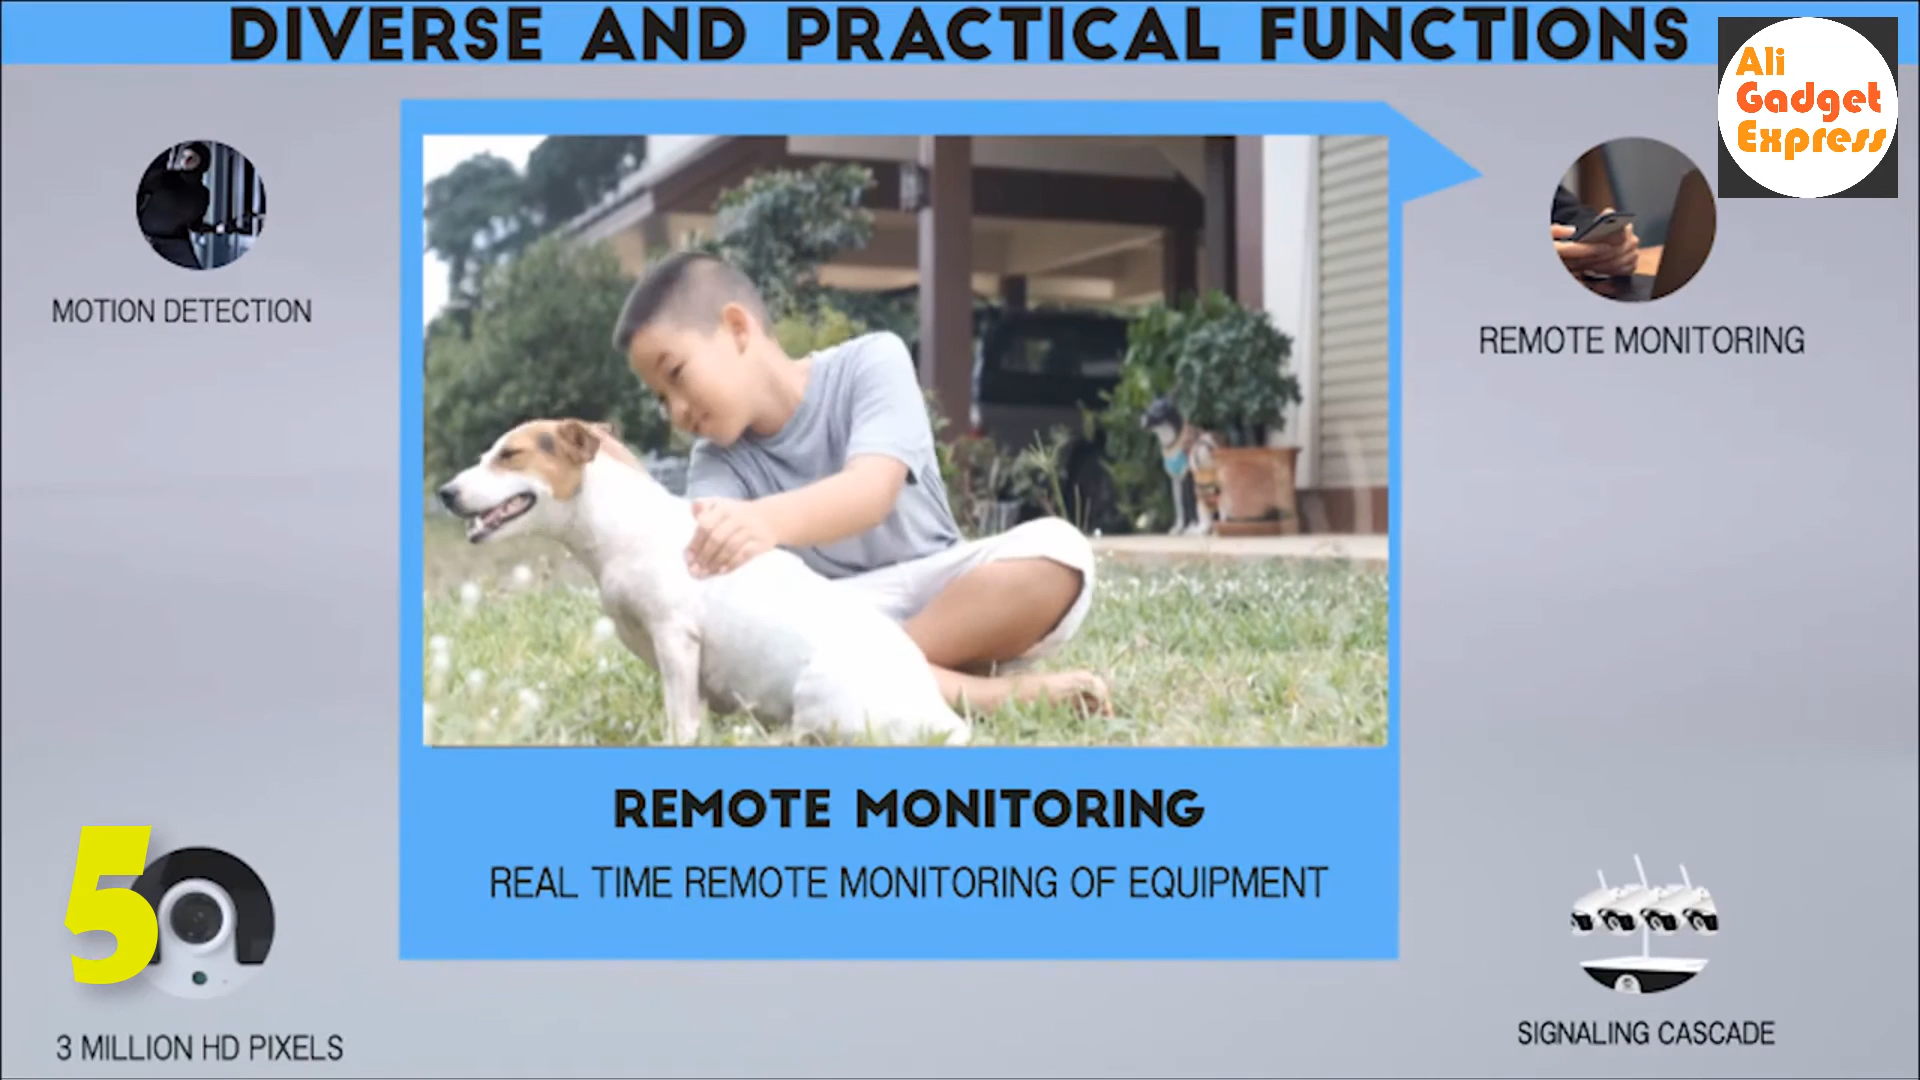 DIVERSE AND PRACTICAL FUNCTIONS
Ali
Gadget
Express
MOTION DETECTION
REMOTE MONITORING
REMOTE MONITORING
REAL TIME REMOTE MONITORING OF EQUIPMENT
5
3 MILLION HD PIXELS
SIGNALING CASCADE